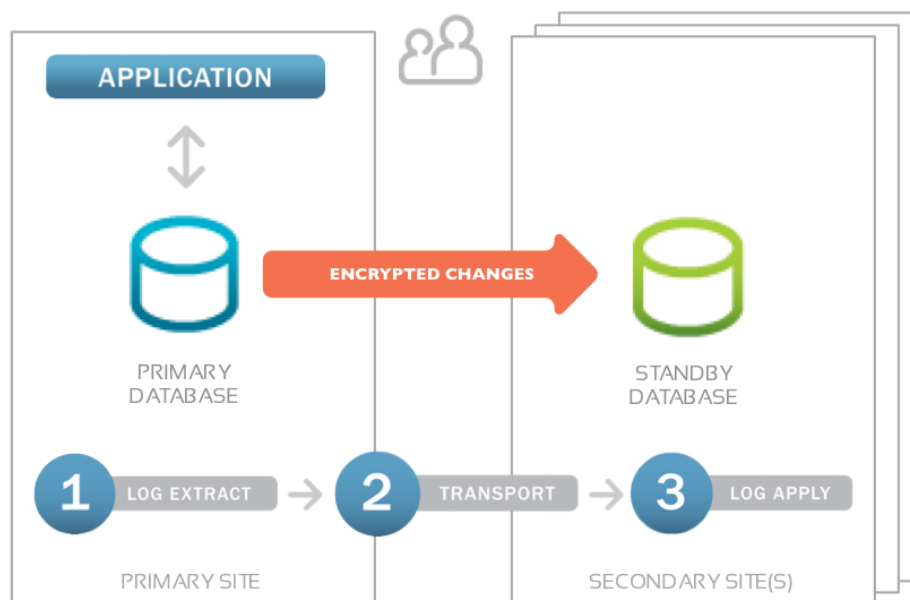 APPLICATION
ENCRYPTED CHANGES
PRIMARY
DATABASE
STANDBY
DATABASE
1 LOG EXTRACT
2 TRANSPORT
3 LOG APPLY
PRIMARY SITE
SECONDARY SITE(S)